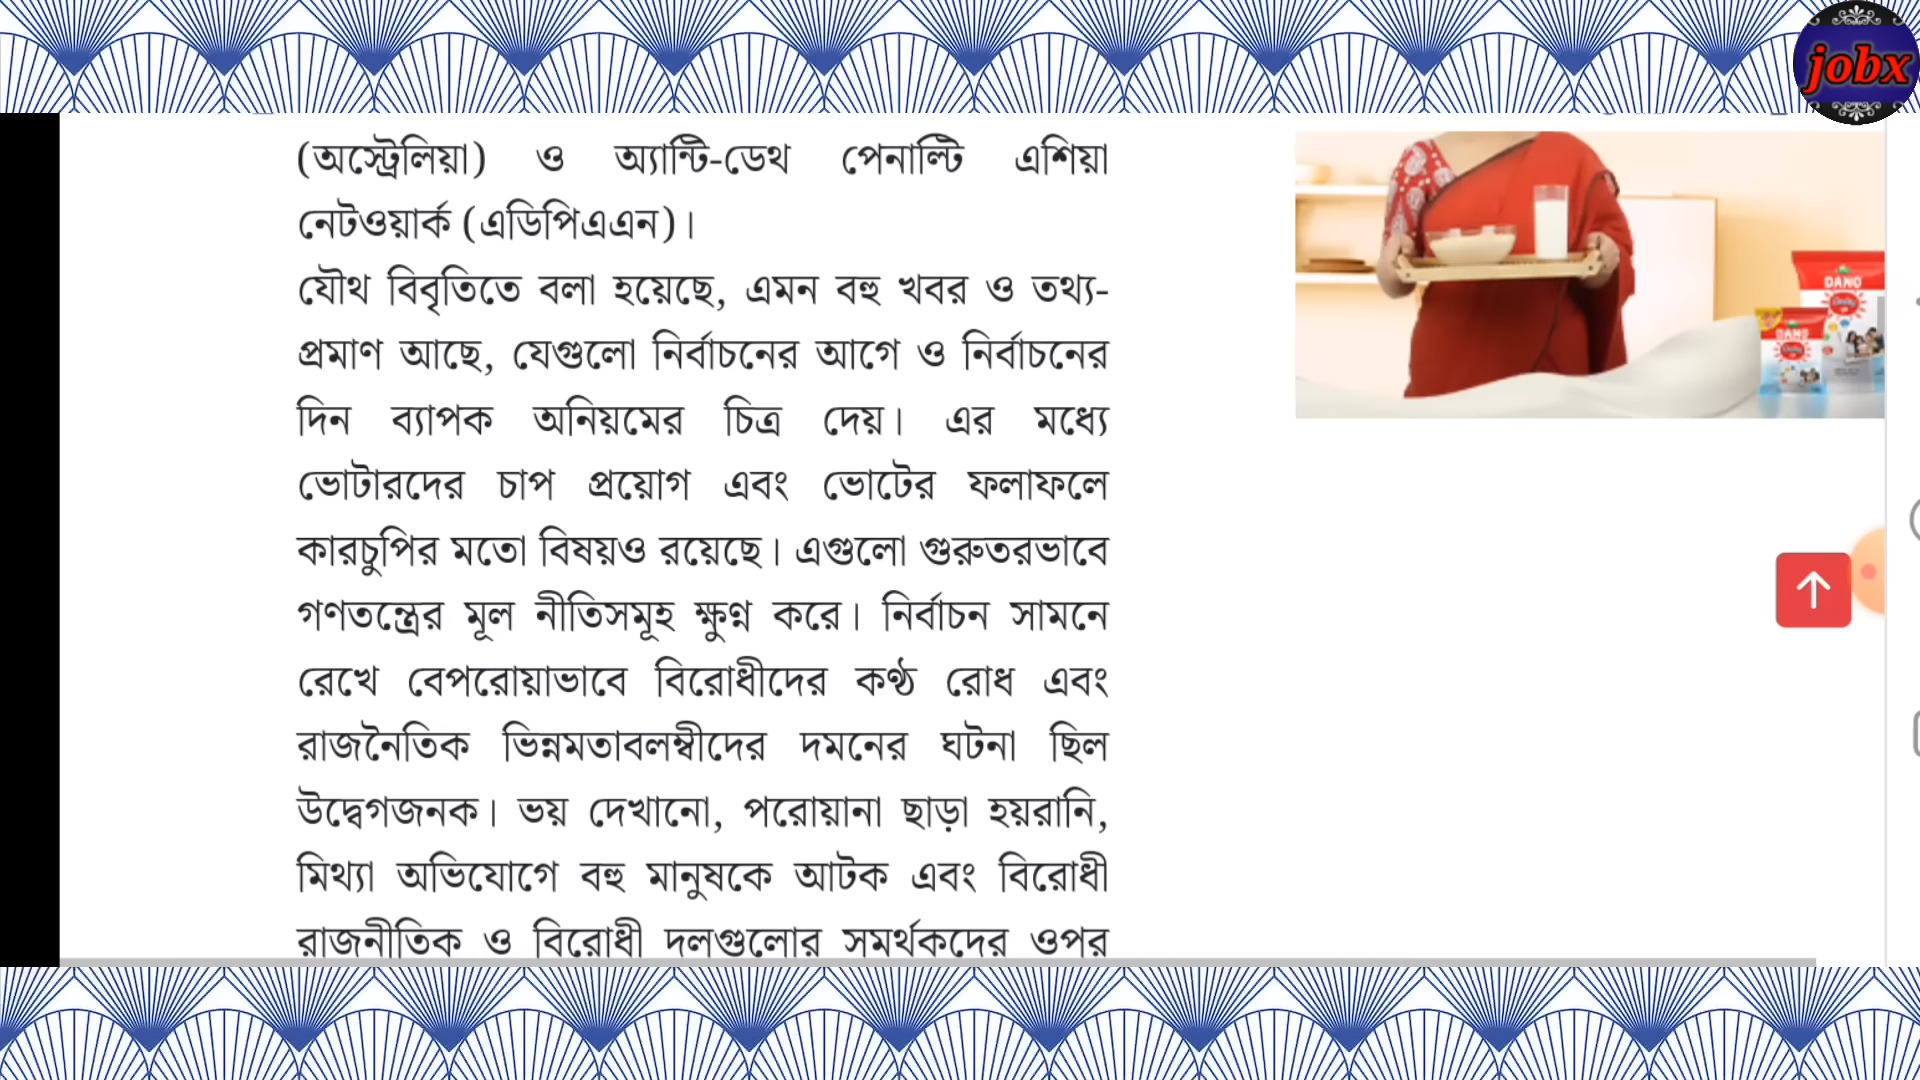 jobx
(অস্ট্রেলিয়া) ও অ্যান্টি-ডেথ পেনাল্টি এশিয়া
নেটওয়ার্ক (এডিপিএএন)।
যৌথ বিবৃতিতে বলা হয়েছে, এমন বহু খবর ও তথ্য-
প্রমাণ আছে, যেগুলো নির্বাচনের আগে ও নির্বাচনের
দিন ব্যাপক অনিয়মের চিত্র দেয়। এর মধ্যে
ভোটারদের চাপ প্রয়োগ এবং ভোটের ফলাফলে
কারচুপির মতো বিষয়ও রয়েছে। এগুলো গুরুতরভাবে
গণতন্ত্রের মূল নীতিসমূহ ক্ষুণ্ন করে। নির্বাচন সামনে
রেখে বেপরোয়াভাবে বিরোধীদের কণ্ঠ রোধ এবং
রাজনৈতিক ভিন্নমতাবলম্বীদের দমনের ঘটনা ছিল
উদ্বেগজনক। ভয় দেখানো, পরোয়ানা ছাড়া হয়রানি,
মিথ্যা অভিযোগে বহু মানুষকে আটক এবং বিরোধী
রাজনীতিক ও বিরোধী দলগুলোর সমর্থকদের ওপর
DANO
DANO